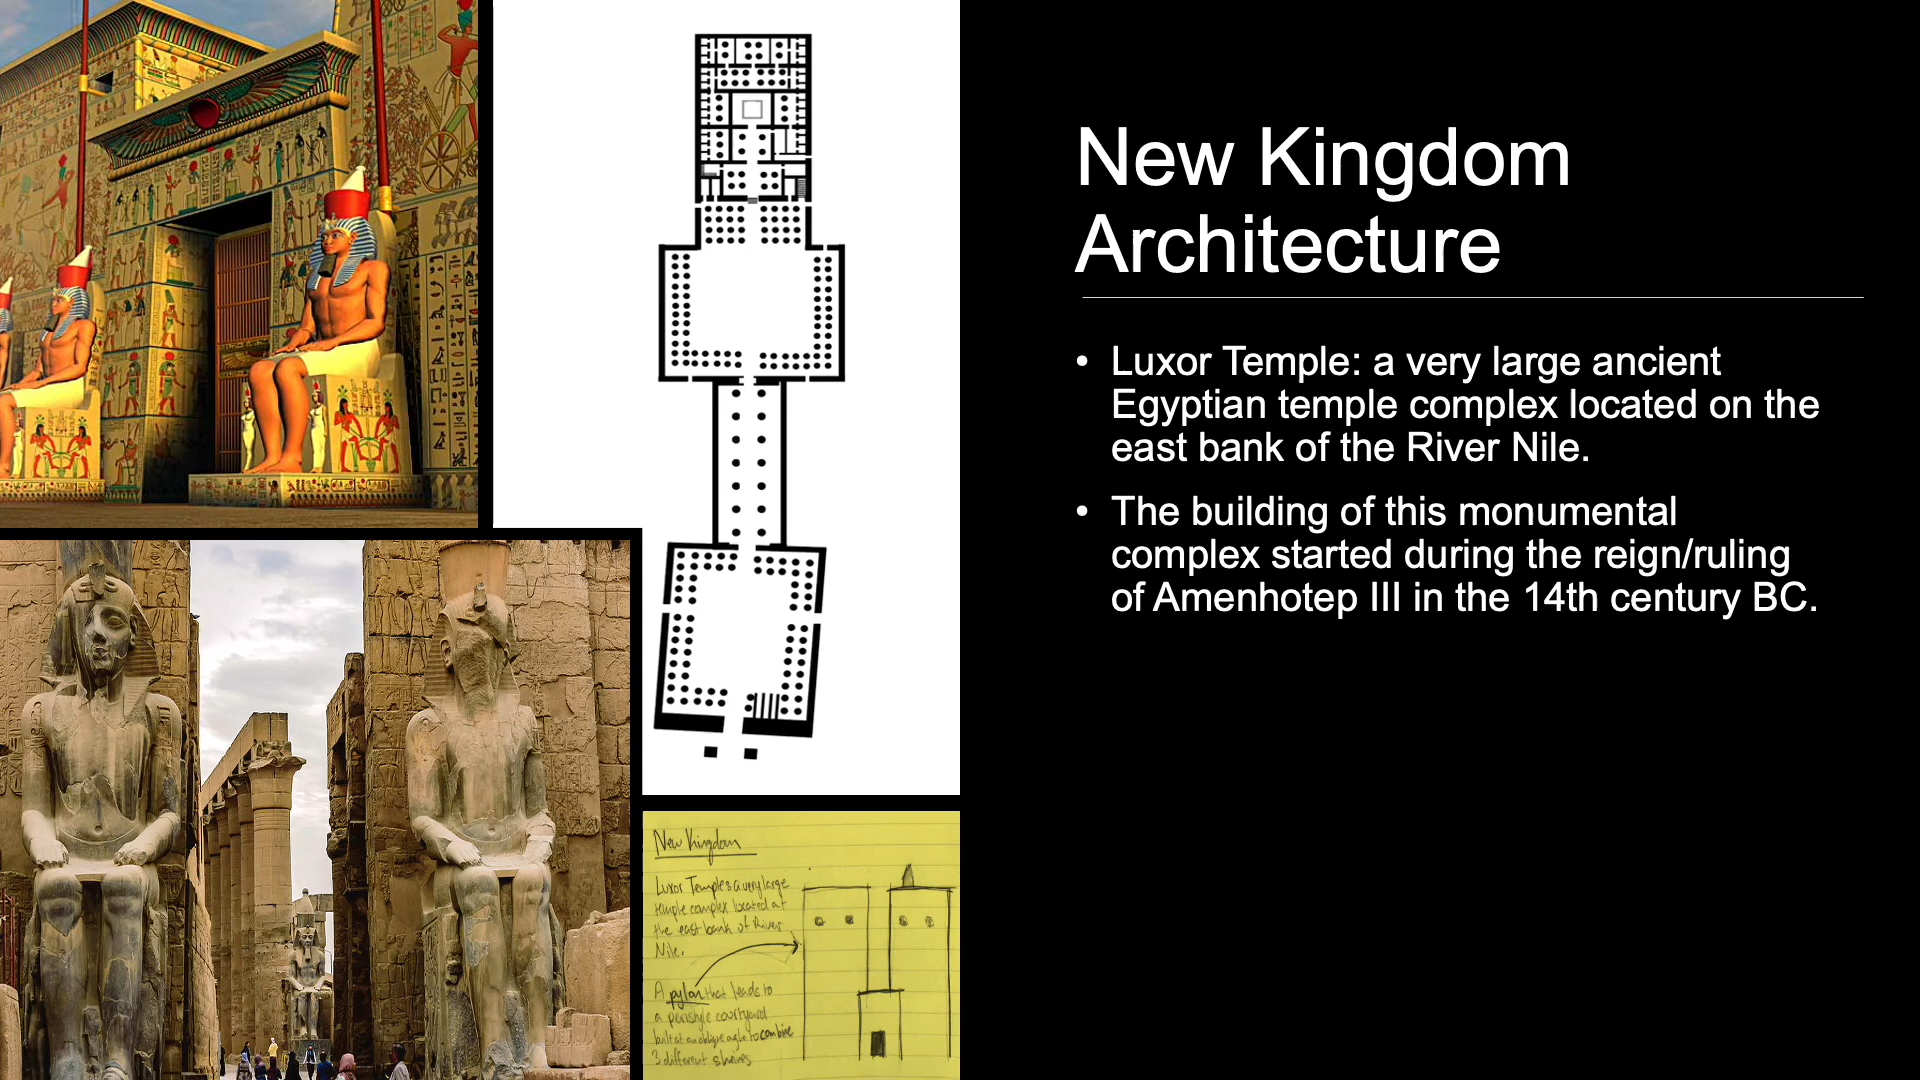 New Kingdom
Architecture
• Luxor Temple: a very large ancient
Egyptian temple complex located on the
east bank of the River Nile.
• The building of this monumental
complex started during the reign/ruling
of Amenhotep III in the 14th century BC.
New Kingdom
Luxor Temple: a very large
temple complex located at
the east bank of River
Nile.
A pylon that leads to
a peristyle courtyard
built at an oblique angle to combine
3 different shrines